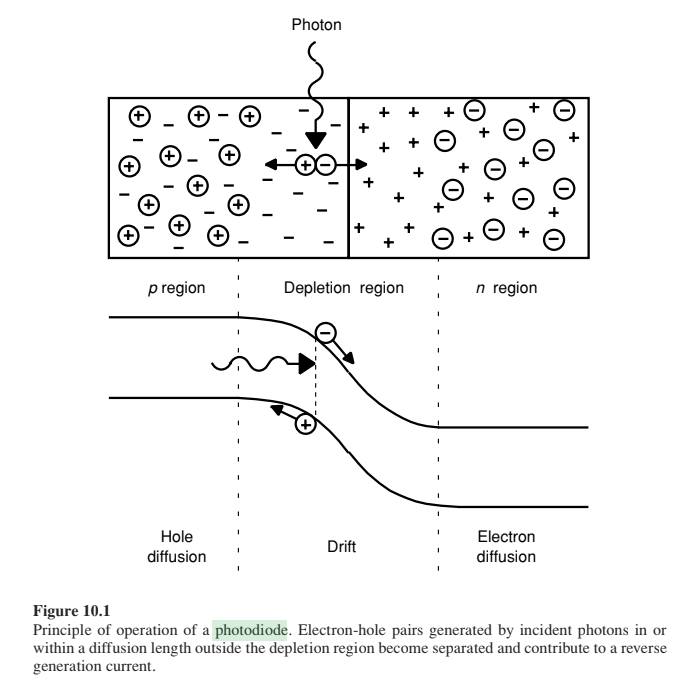 Photon
p region
Depletion region
n region
Hole
diffusion
Drift
Electron
diffusion
Figure 10.1
Principle of operation of a photodiode. Electron-hole pairs generated by incident photons in or
within a diffusion length outside the depletion region become separated and contribute to a reverse
generation current.